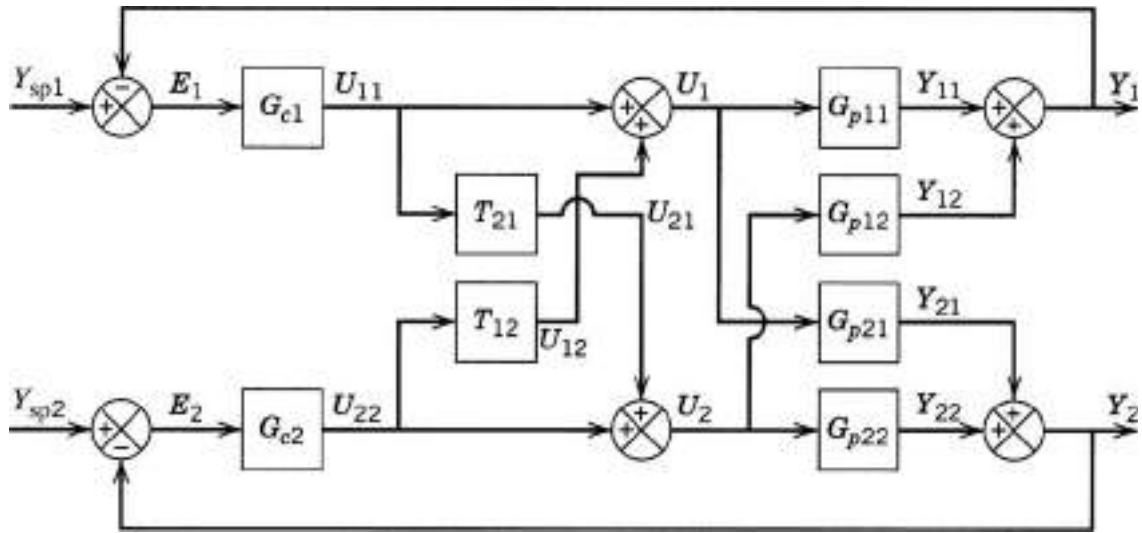 Y_sp1 E_1 G_c1 U_11 U_1 G_p11 Y_11 Y_1
− + + + +
T_21 U_21 G_p12 Y_12
T_12 U_12 G_p21 Y_21
Y_sp2 E_2 G_c2 U_22 U_2 G_p22 Y_22 Y_2
− + + + +